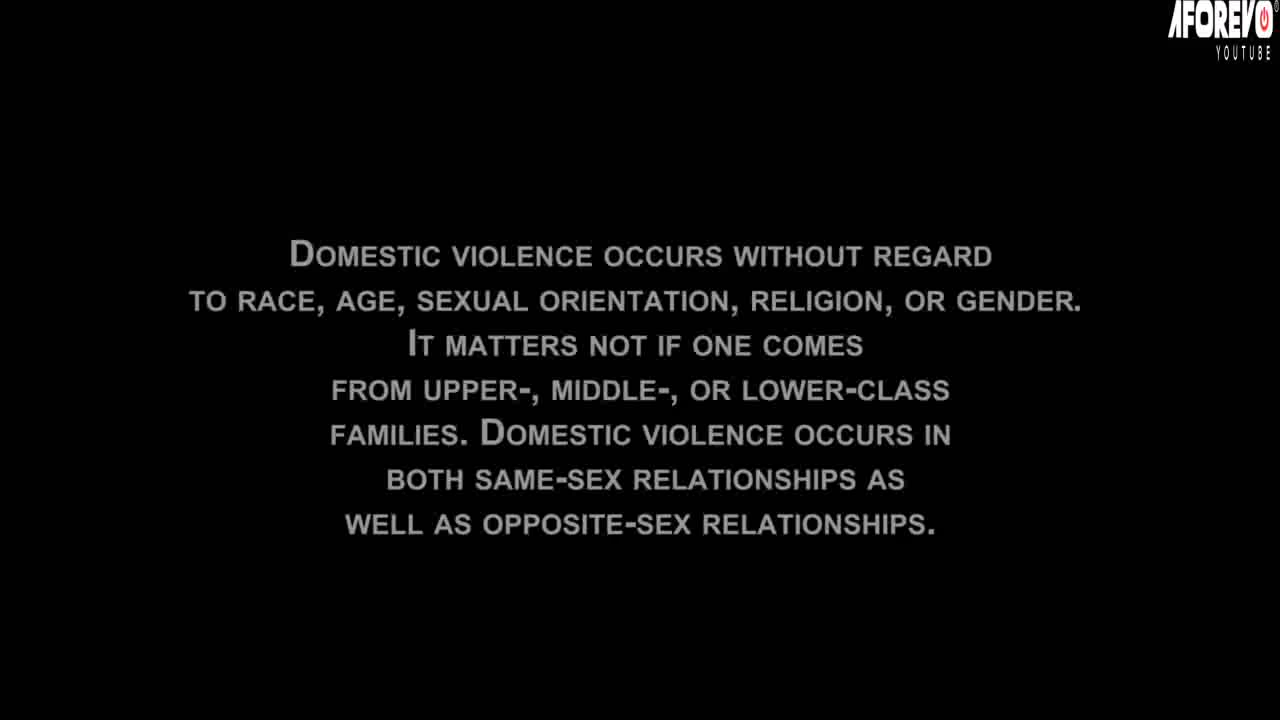 AFOREVO®
YOUTUBE
DOMESTIC VIOLENCE OCCURS WITHOUT REGARD
TO RACE, AGE, SEXUAL ORIENTATION, RELIGION, OR GENDER.
IT MATTERS NOT IF ONE COMES
FROM UPPER-, MIDDLE-, OR LOWER-CLASS
FAMILIES. DOMESTIC VIOLENCE OCCURS IN
BOTH SAME-SEX RELATIONSHIPS AS
WELL AS OPPOSITE-SEX RELATIONSHIPS.